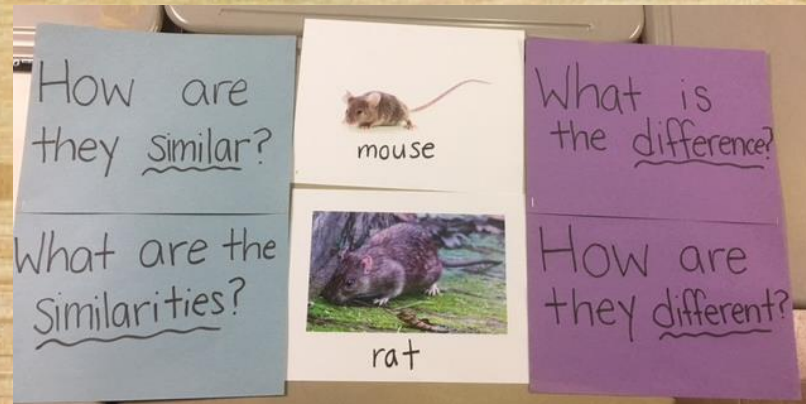 How are
they similar?
What are the
Similarities?
mouse
rat
What is
the difference?
How are
they different?